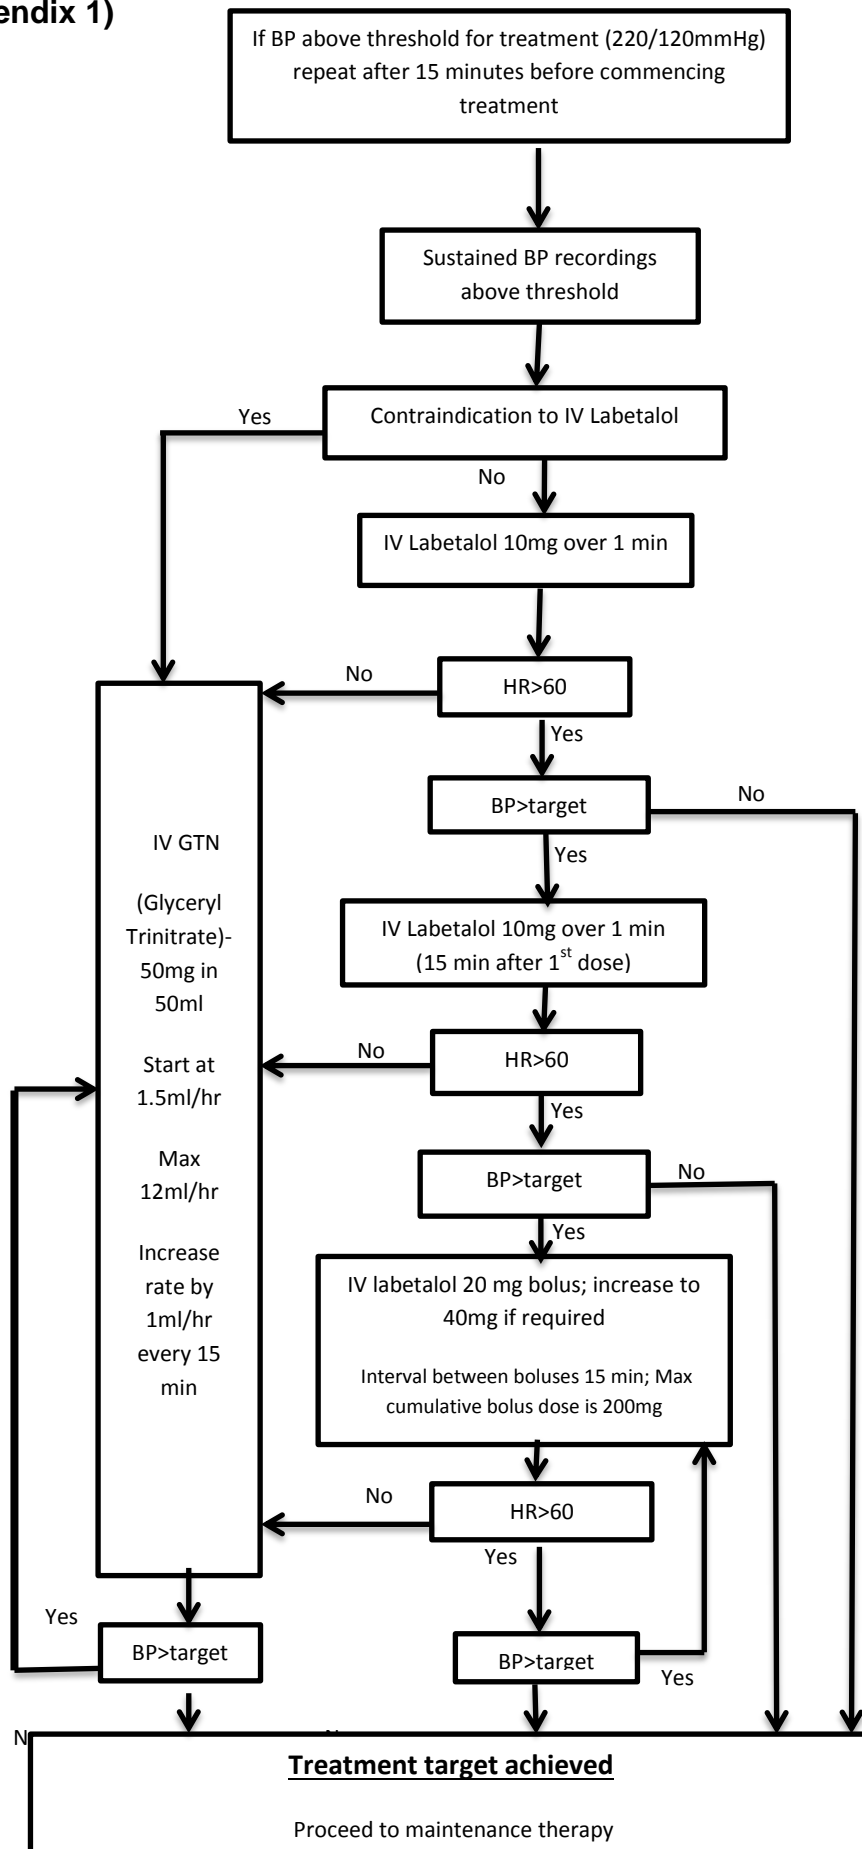 endix 1)
If BP above threshold for treatment (220/120mmHg)
repeat after 15 minutes before commencing
treatment
Sustained BP recordings
above threshold
Contraindication to IV Labetalol
Yes
No
IV Labetalol 10mg over 1 min
HR>60
No
Yes
BP>target
No
Yes
IV Labetalol 10mg over 1 min
(15 min after 1st dose)
HR>60
No
Yes
BP>target
No
Yes
IV labetalol 20 mg bolus; increase to
40mg if required
Interval between boluses 15 min; Max
cumulative bolus dose is 200mg
HR>60
No
Yes
BP>target
Yes
IV GTN
(Glyceryl
Trinitrate)-
50mg in
50ml
Start at
1.5ml/hr
Max
12ml/hr
Increase
rate by
1ml/hr
every 15
min
Yes
BP>target
N
Treatment target achieved
Proceed to maintenance therapy